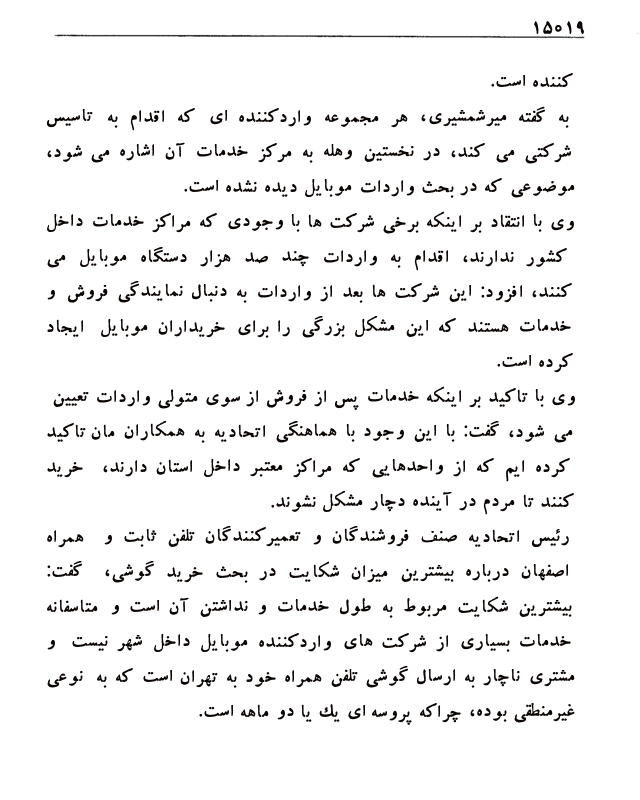 ۱۵۰۱۹
کننده است.
به گفته میرشمشیری، هر مجموعه واردکننده ای که اقدام به تاسیس
شرکتی می کند، در نخستین وهله به مرکز خدمات آن اشاره می شود،
موضوعی که در بحث واردات موبایل دیده نشده است.
وی با انتقاد بر اینکه برخی شرکت ها با وجودی که مراکز خدمات داخل
کشور ندارند، اقدام به واردات چند صد هزار دستگاه موبایل می
کنند، افزود: این شرکت ها بعد از واردات به دنبال نمایندگی فروش و
خدمات هستند که این مشکل بزرگی را برای خریداران موبایل ایجاد
کرده است.
وی با تاکید بر اینکه خدمات پس از فروش از سوی متولی واردات تعیین
می شود، گفت: با این وجود با هماهنگی اتحادیه به همکاران مان تاکید
کرده ایم که از واحدهایی که مراکز معتبر داخل استان دارند، خرید
کنند تا مردم در آینده دچار مشکل نشوند.
رئیس اتحادیه صنف فروشندگان و تعمیرکنندگان تلفن ثابت و همراه
اصفهان درباره بیشترین میزان شکایت در بحث خرید گوشی، گفت:
بیشترین شکایت مربوط به طول خدمات و نداشتن آن است و متاسفانه
خدمات بسیاری از شرکت های واردکننده موبایل داخل شهر نیست و
مشتری ناچار به ارسال گوشی تلفن همراه خود به تهران است که به نوعی
غیرمنطقی بوده، چراکه پروسه ای یك یا دو ماهه است.